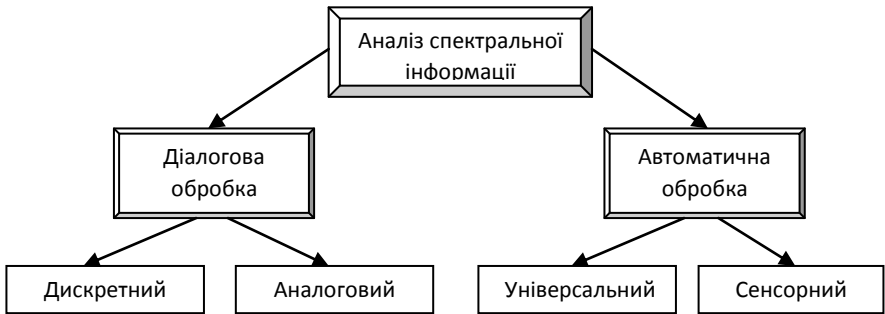 Аналіз спектральної
інформації
Діалогова
обробка
Автоматична
обробка
Дискретний
Аналоговий
Універсальний
Сенсорний